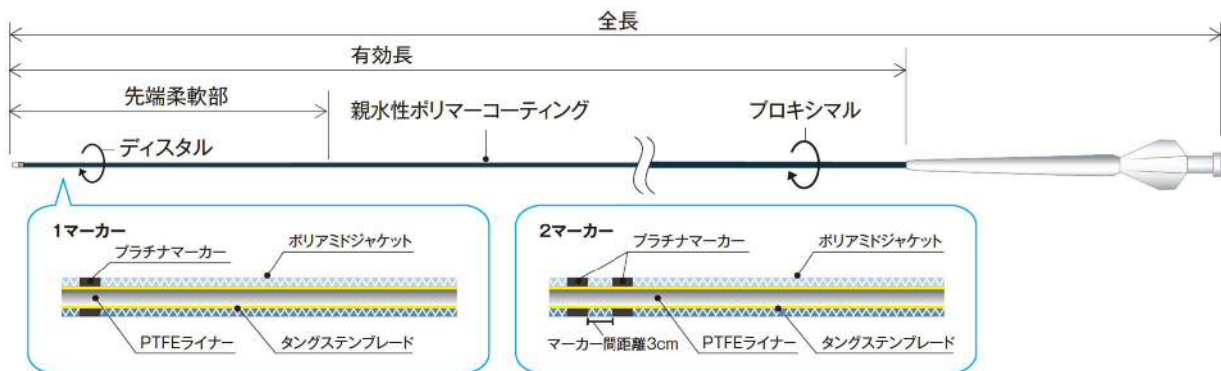 全長
有効長
先端柔軟部
親水性ポリマーコーティング
プロキシマル
ディスタル
1マーカー
プラチナマーカー
ポリアミドジャケット
PTFEライナー
タングステンブレード
2マーカー
プラチナマーカー
ポリアミドジャケット
マーカー間距離3cm
PTFEライナー
タングステンブレード